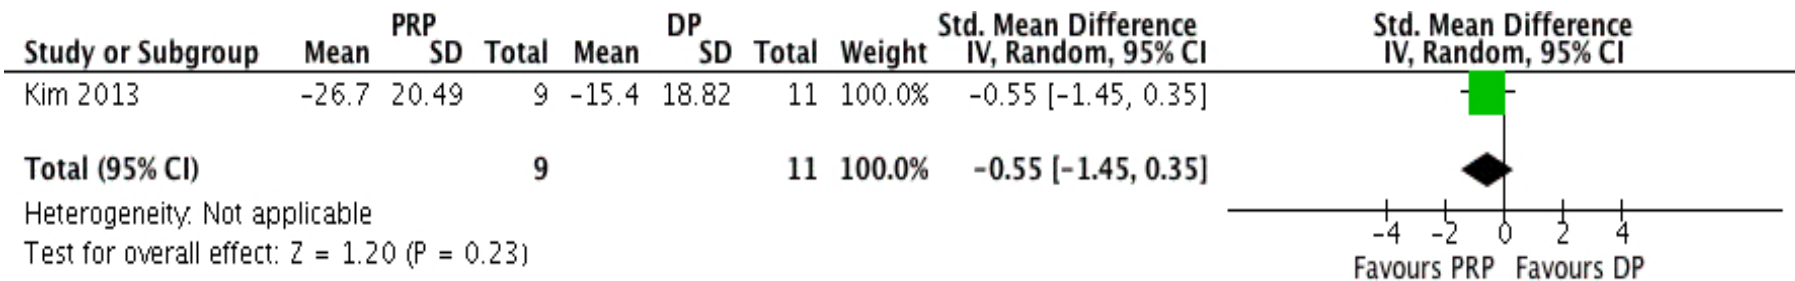 PRP DP Std. Mean Difference Std. Mean Difference
Study or Subgroup Mean SD Total Mean SD Total Weight IV, Random, 95% CI IV, Random, 95% CI
Kim 2013 -26.7 20.49 9 -15.4 18.82 11 100.0% -0.55 [-1.45, 0.35]
Total (95% CI) 9 11 100.0% -0.55 [-1.45, 0.35]
Heterogeneity: Not applicable
Test for overall effect: Z = 1.20 (P = 0.23)
-4 -2 0 2 4
Favours PRP Favours DP